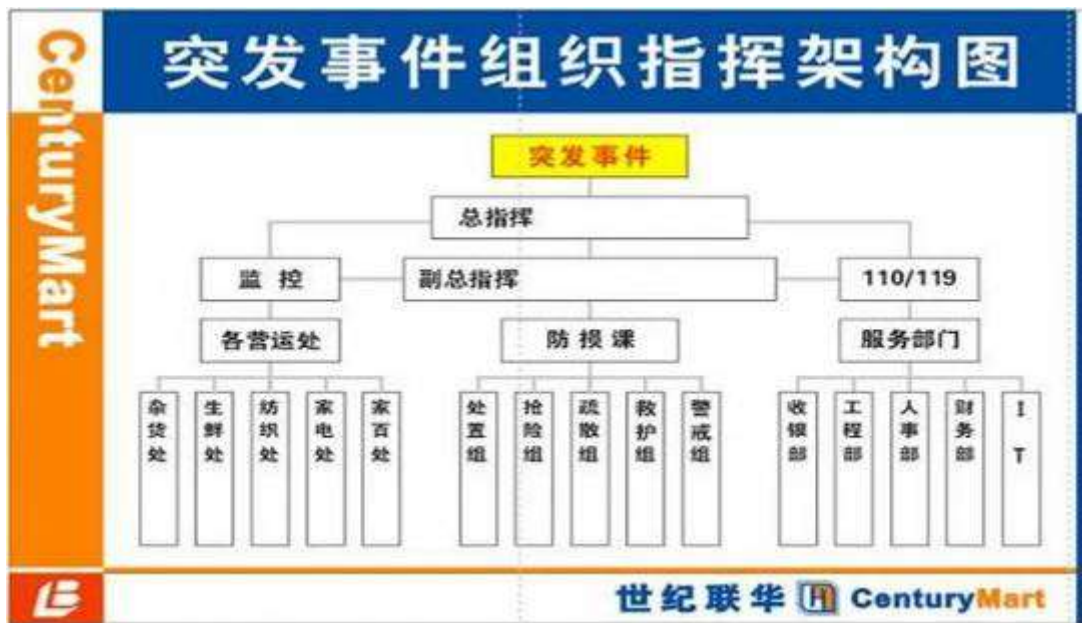 CenturyMart
突发事件组织指挥架构图
突发事件
总指挥
监控
副总指挥
110/119
各营运处
防损课
服务部门
杂货处
生鲜处
纺织处
家电处
家百处
处置组
抢险组
疏散组
救护组
警戒组
收银部
工程部
人事部
财务部
IT
世纪联华 CenturyMart